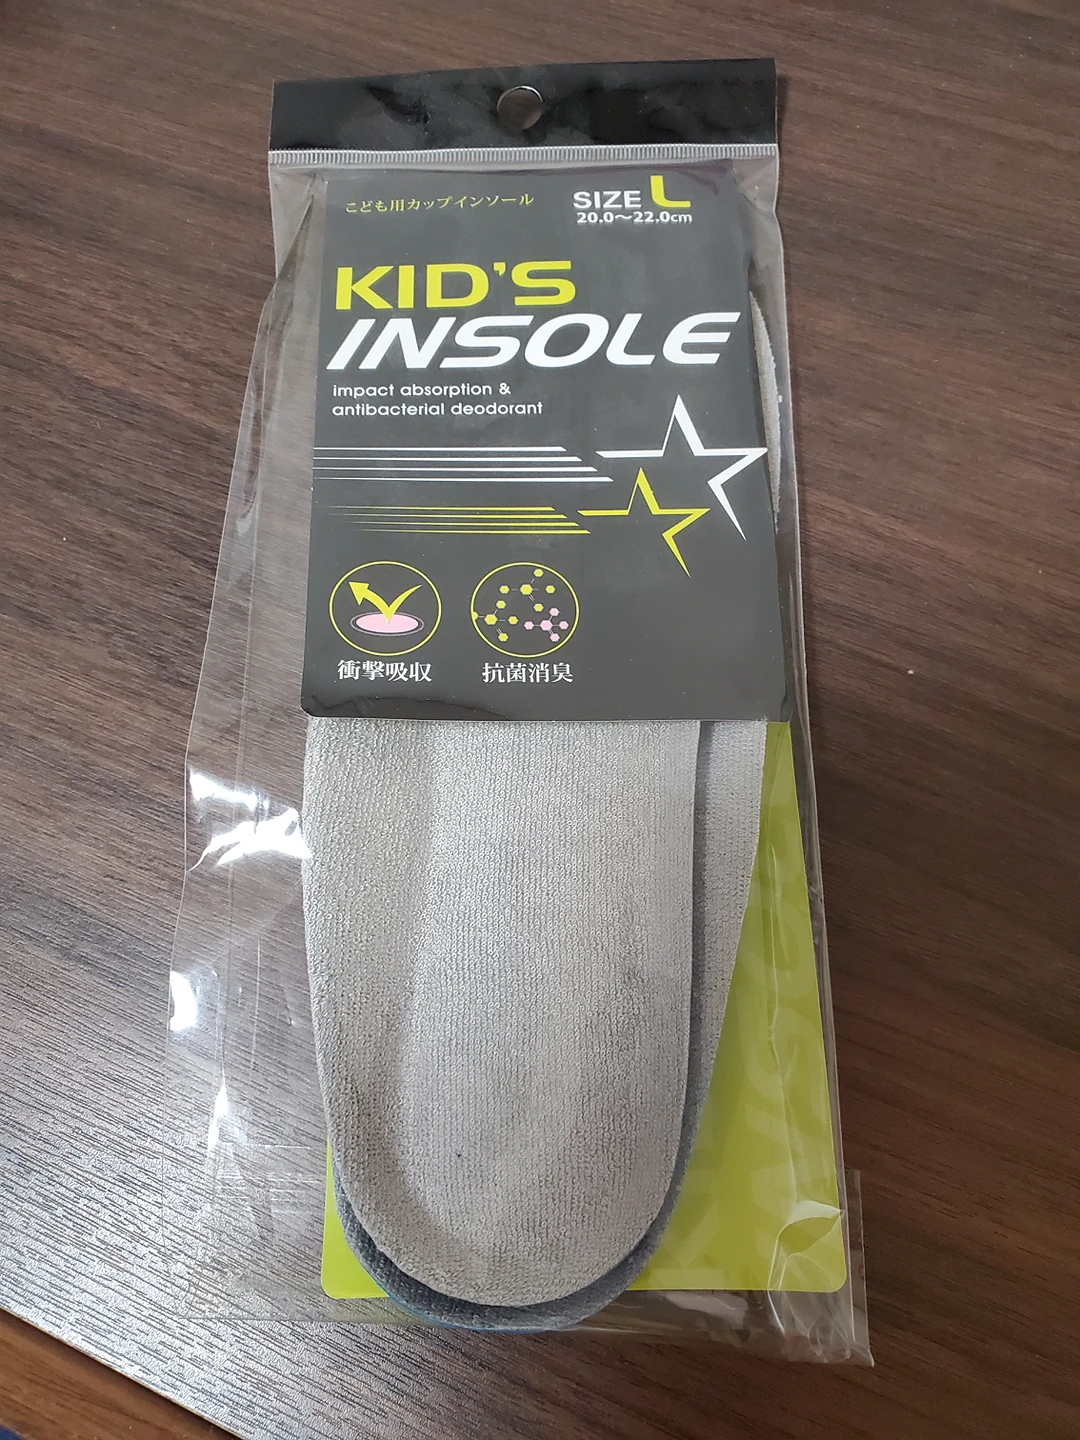 こども用カップインソール
SIZE L
20.0～22.0cm
KID'S
INSOLE
impact absorption &
antibacterial deodorant
衝撃吸収
抗菌消臭